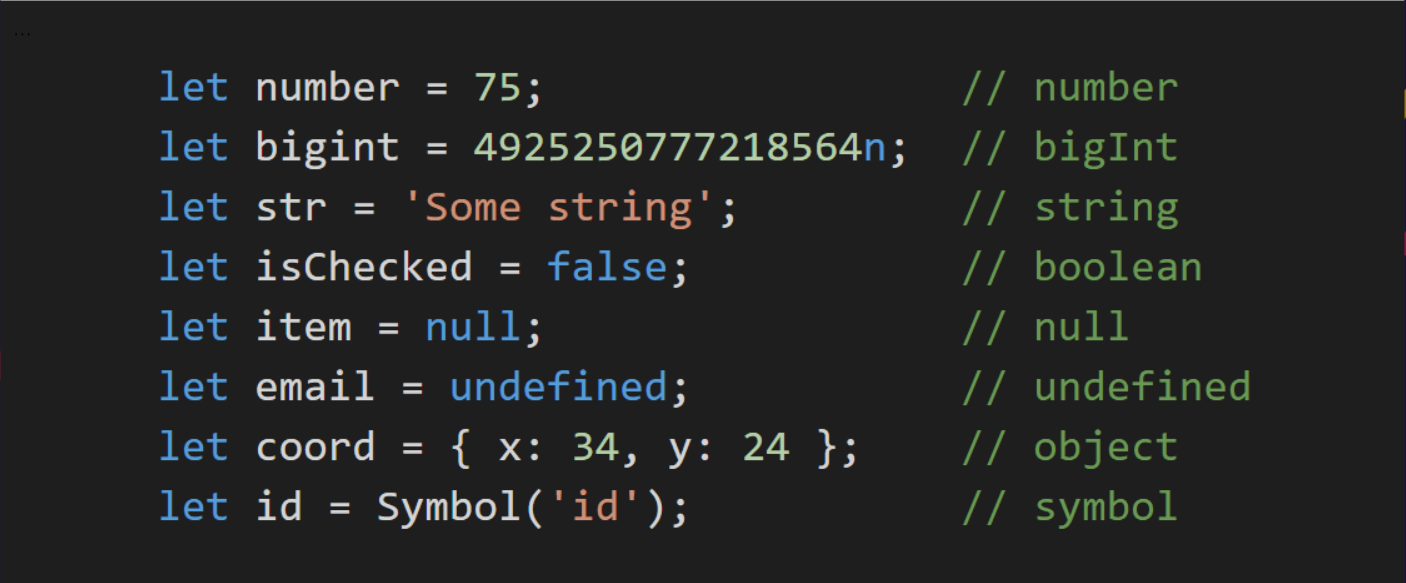 ...
let number = 75; // number
let bigint = 4925250777218564n; // bigInt
let str = 'Some string'; // string
let isChecked = false; // boolean
let item = null; // null
let email = undefined; // undefined
let coord = { x: 34, y: 24 }; // object
let id = Symbol('id'); // symbol